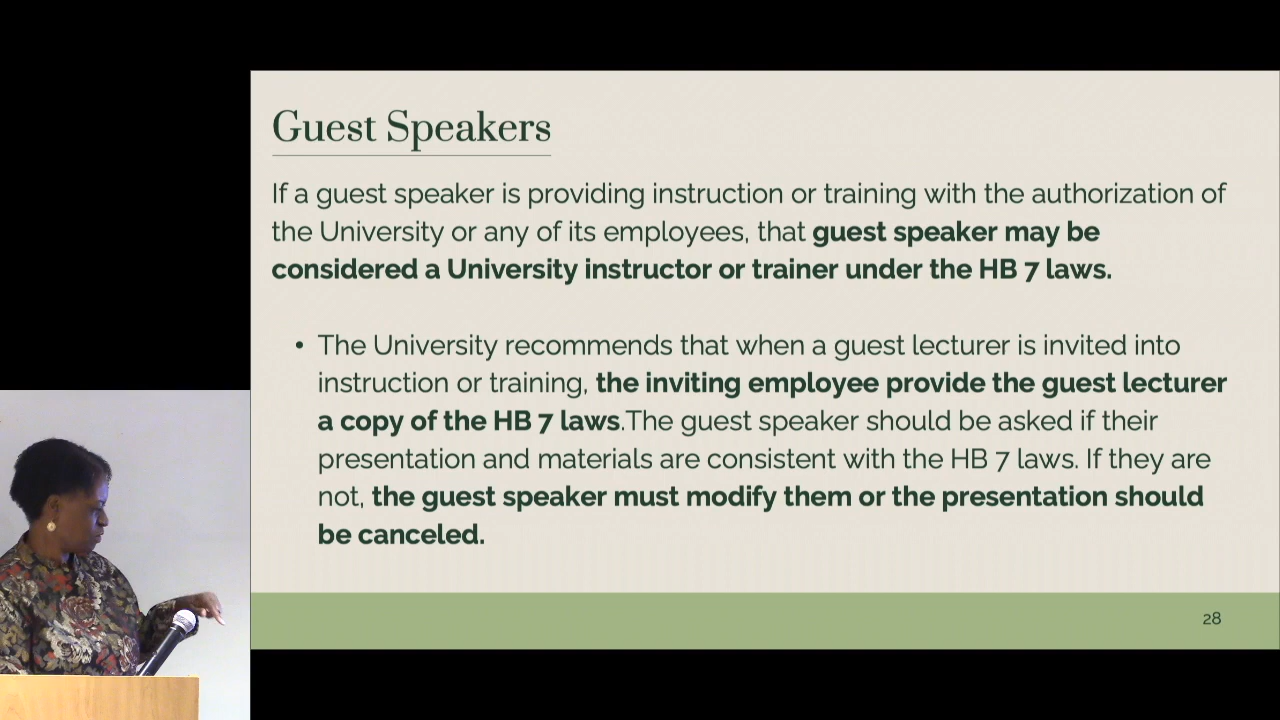 Guest Speakers
If a guest speaker is providing instruction or training with the authorization of
the University or any of its employees, that guest speaker may be
considered a University instructor or trainer under the HB 7 laws.
• The University recommends that when a guest lecturer is invited into
instruction or training, the inviting employee provide the guest lecturer
a copy of the HB 7 laws.The guest speaker should be asked if their
presentation and materials are consistent with the HB 7 laws. If they are
not, the guest speaker must modify them or the presentation should
be canceled.
28